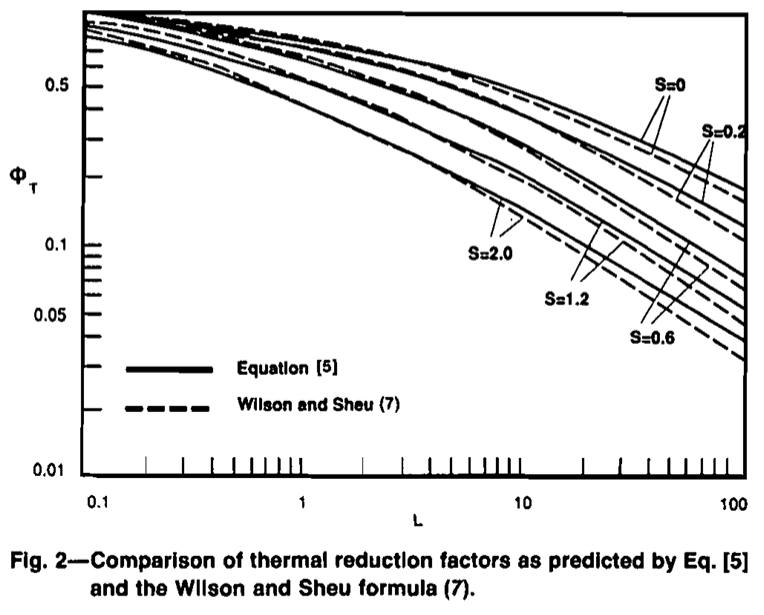 S=0
0.5
S=0.2
Φ T
0.1
S=2.0
S=1.2
0.05
S=0.6
Equation [5]
Wilson and Sheu (7)
0.01
0.1 1 10 100
L
Fig. 2—Comparison of thermal reduction factors as predicted by Eq. [5]
and the Wilson and Sheu formula (7).